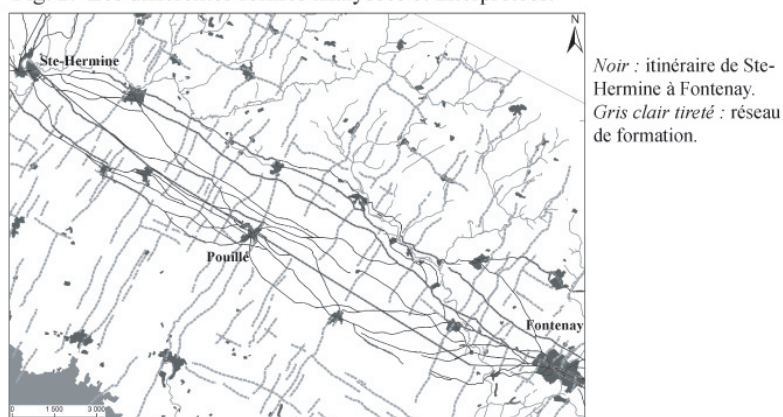 N
Ste-Hermine
Pouillé
Fontenay
0 1 500 3 000
Noir : itinéraire de Ste-
Hermine à Fontenay.
Gris clair tireté : réseau
de formation.